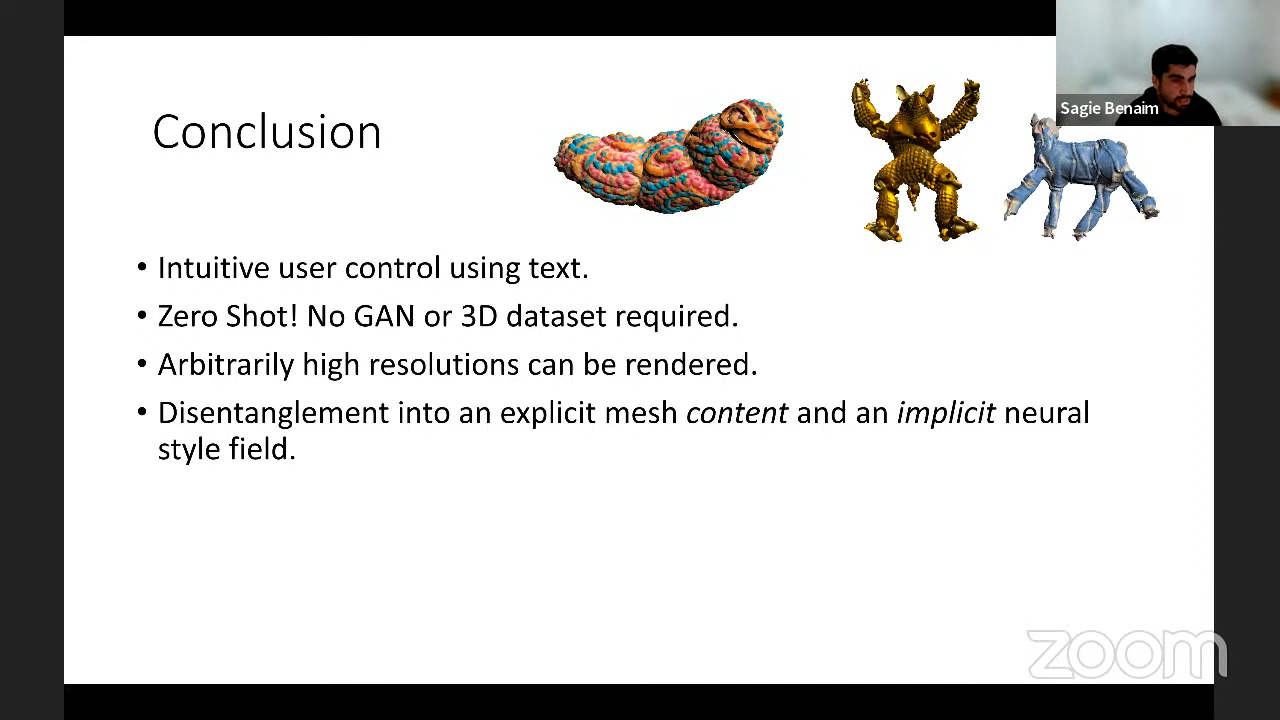 Conclusion
Sagie Benaim
• Intuitive user control using text.
• Zero Shot! No GAN or 3D dataset required.
• Arbitrarily high resolutions can be rendered.
• Disentanglement into an explicit mesh content and an implicit neural
style field.
zoom